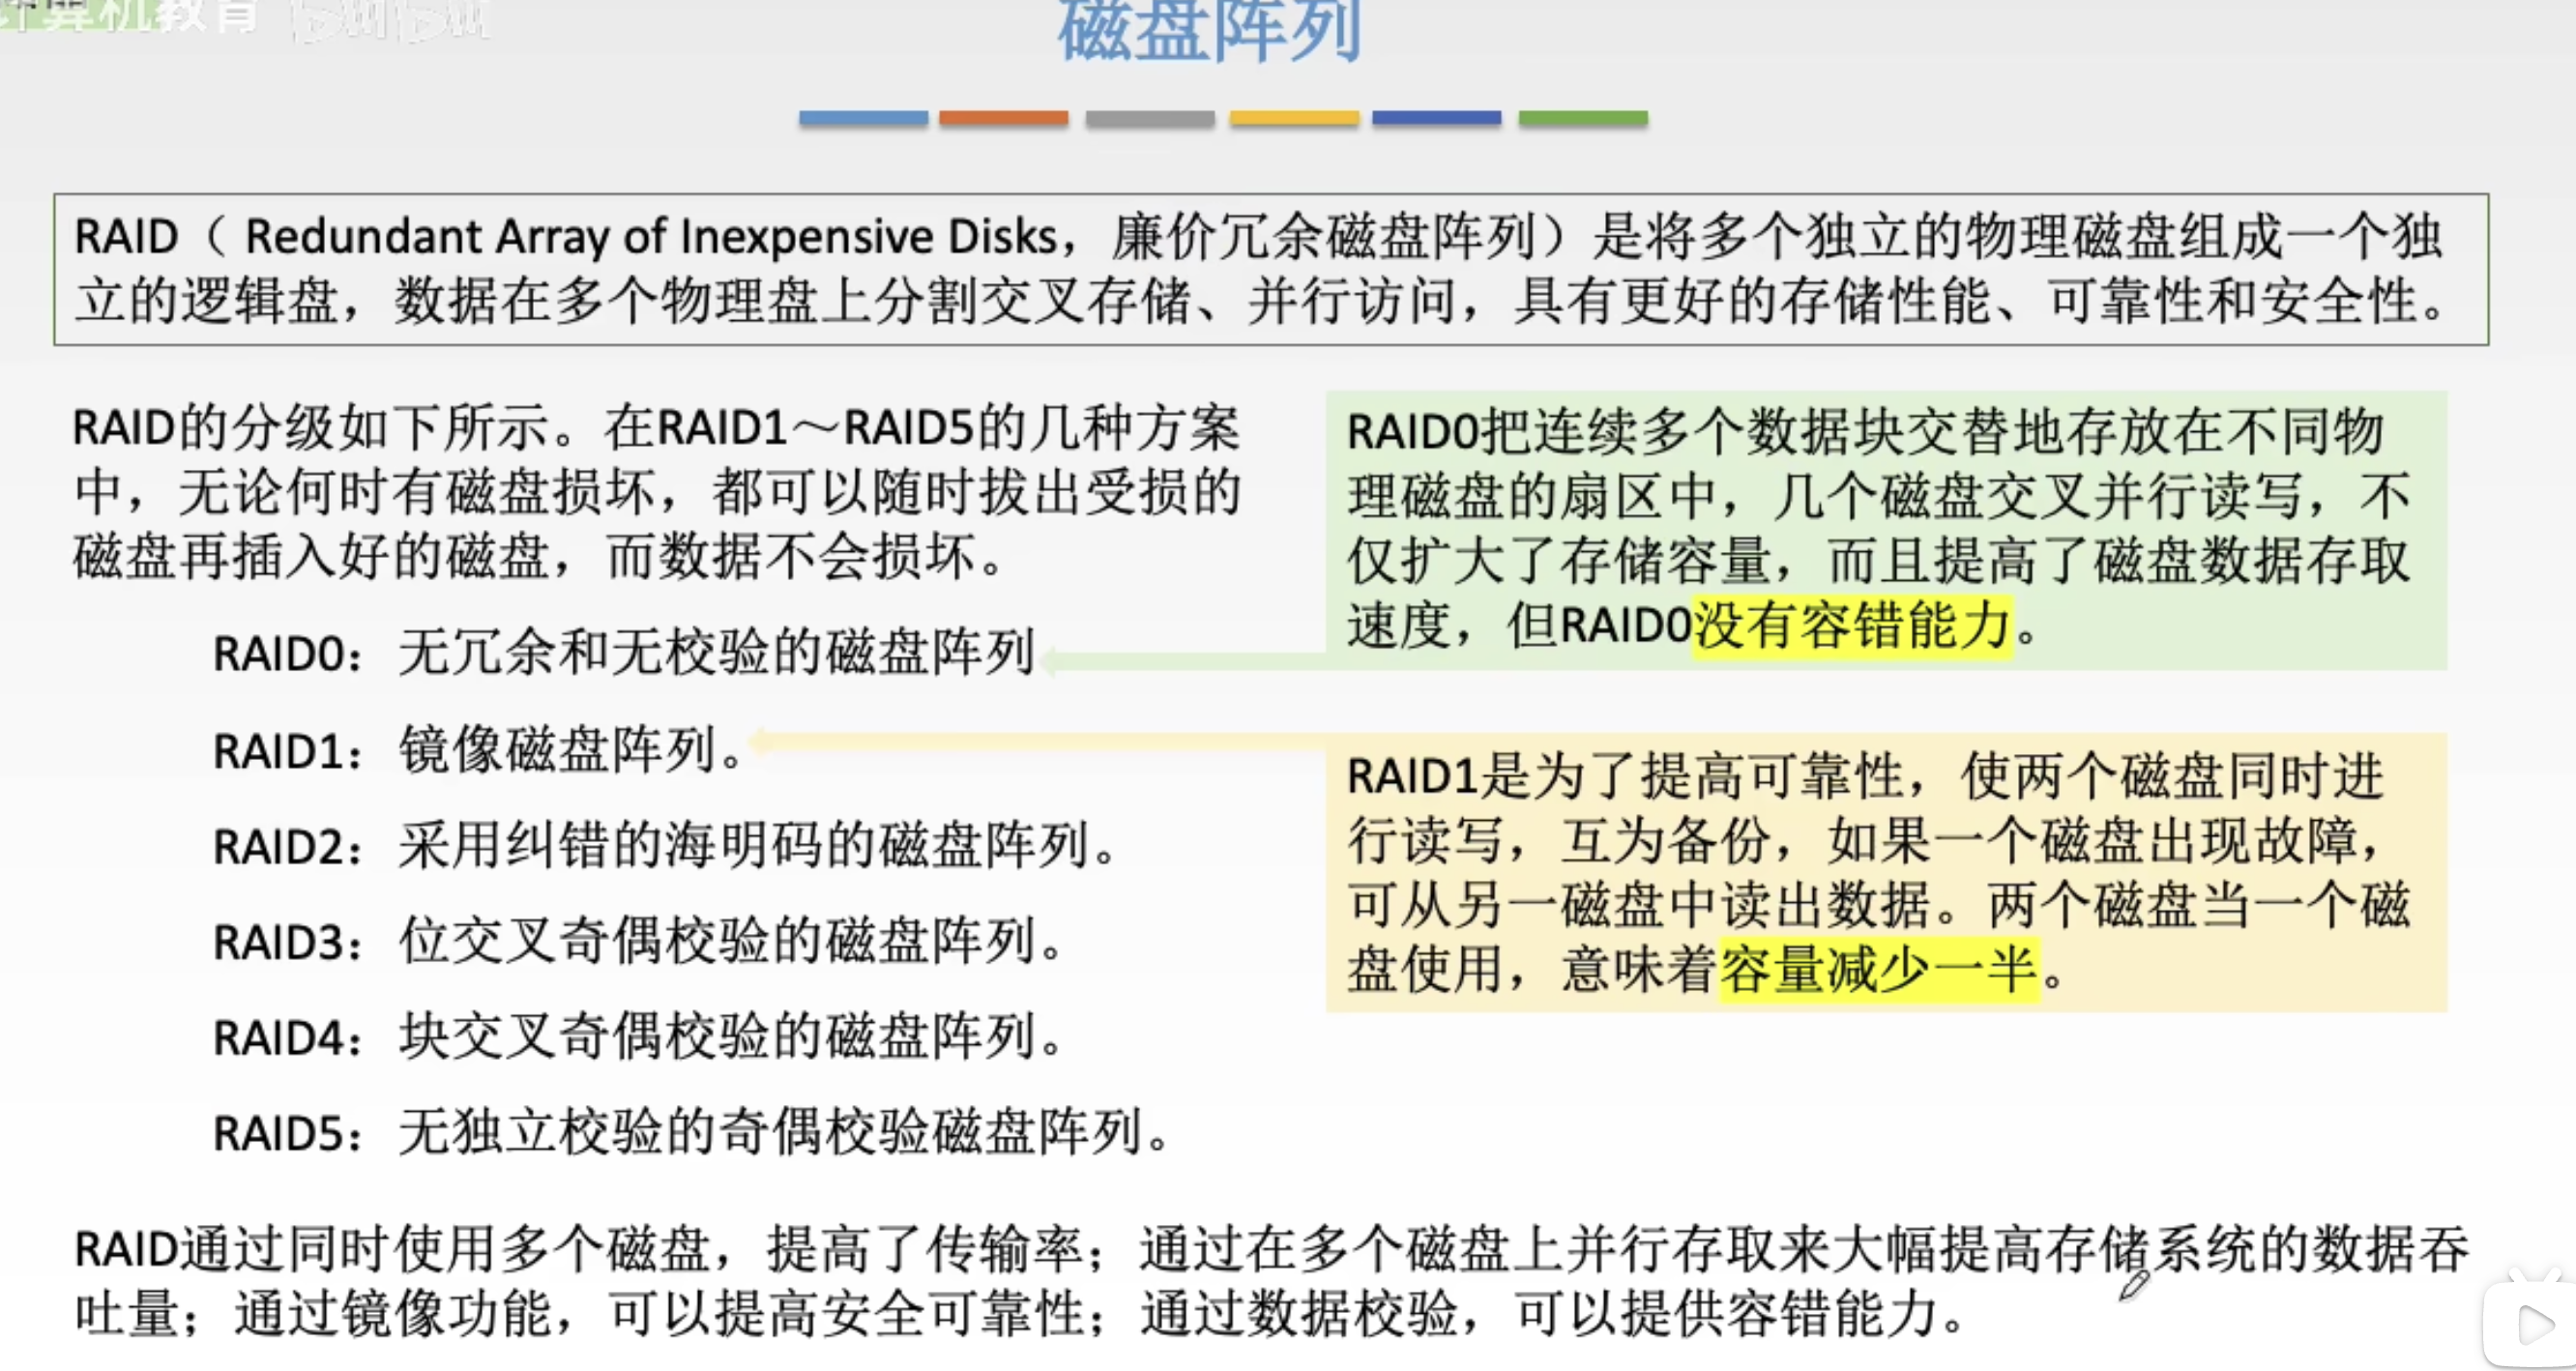 计算机教育
磁盘阵列
RAID（ Redundant Array of Inexpensive Disks，廉价冗余磁盘阵列）是将多个独立的物理磁盘组成一个独
立的逻辑盘，数据在多个物理盘上分割交叉存储、并行访问，具有更好的存储性能、可靠性和安全性。
RAID的分级如下所示。在RAID1～RAID5的几种方案
中，无论何时有磁盘损坏，都可以随时拔出受损的
磁盘再插入好的磁盘，而数据不会损坏。
RAID0：无冗余和无校验的磁盘阵列
RAID1：镜像磁盘阵列。
RAID2：采用纠错的海明码的磁盘阵列。
RAID3：位交叉奇偶校验的磁盘阵列。
RAID4：块交叉奇偶校验的磁盘阵列。
RAID5：无独立校验的奇偶校验磁盘阵列。
RAID0把连续多个数据块交替地存放在不同物
理磁盘的扇区中，几个磁盘交叉并行读写，不
仅扩大了存储容量，而且提高了磁盘数据存取
速度，但RAID0没有容错能力。
RAID1是为了提高可靠性，使两个磁盘同时进
行读写，互为备份，如果一个磁盘出现故障，
可从另一磁盘中读出数据。两个磁盘当一个磁
盘使用，意味着容量减少一半。
RAID通过同时使用多个磁盘，提高了传输率；通过在多个磁盘上并行存取来大幅提高存储系统的数据吞
吐量；通过镜像功能，可以提高安全可靠性；通过数据校验，可以提供容错能力。